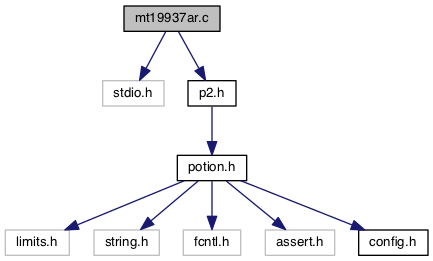 mt19937ar.c
stdio.h
p2.h
potion.h
limits.h
string.h
fcntl.h
assert.h
config.h